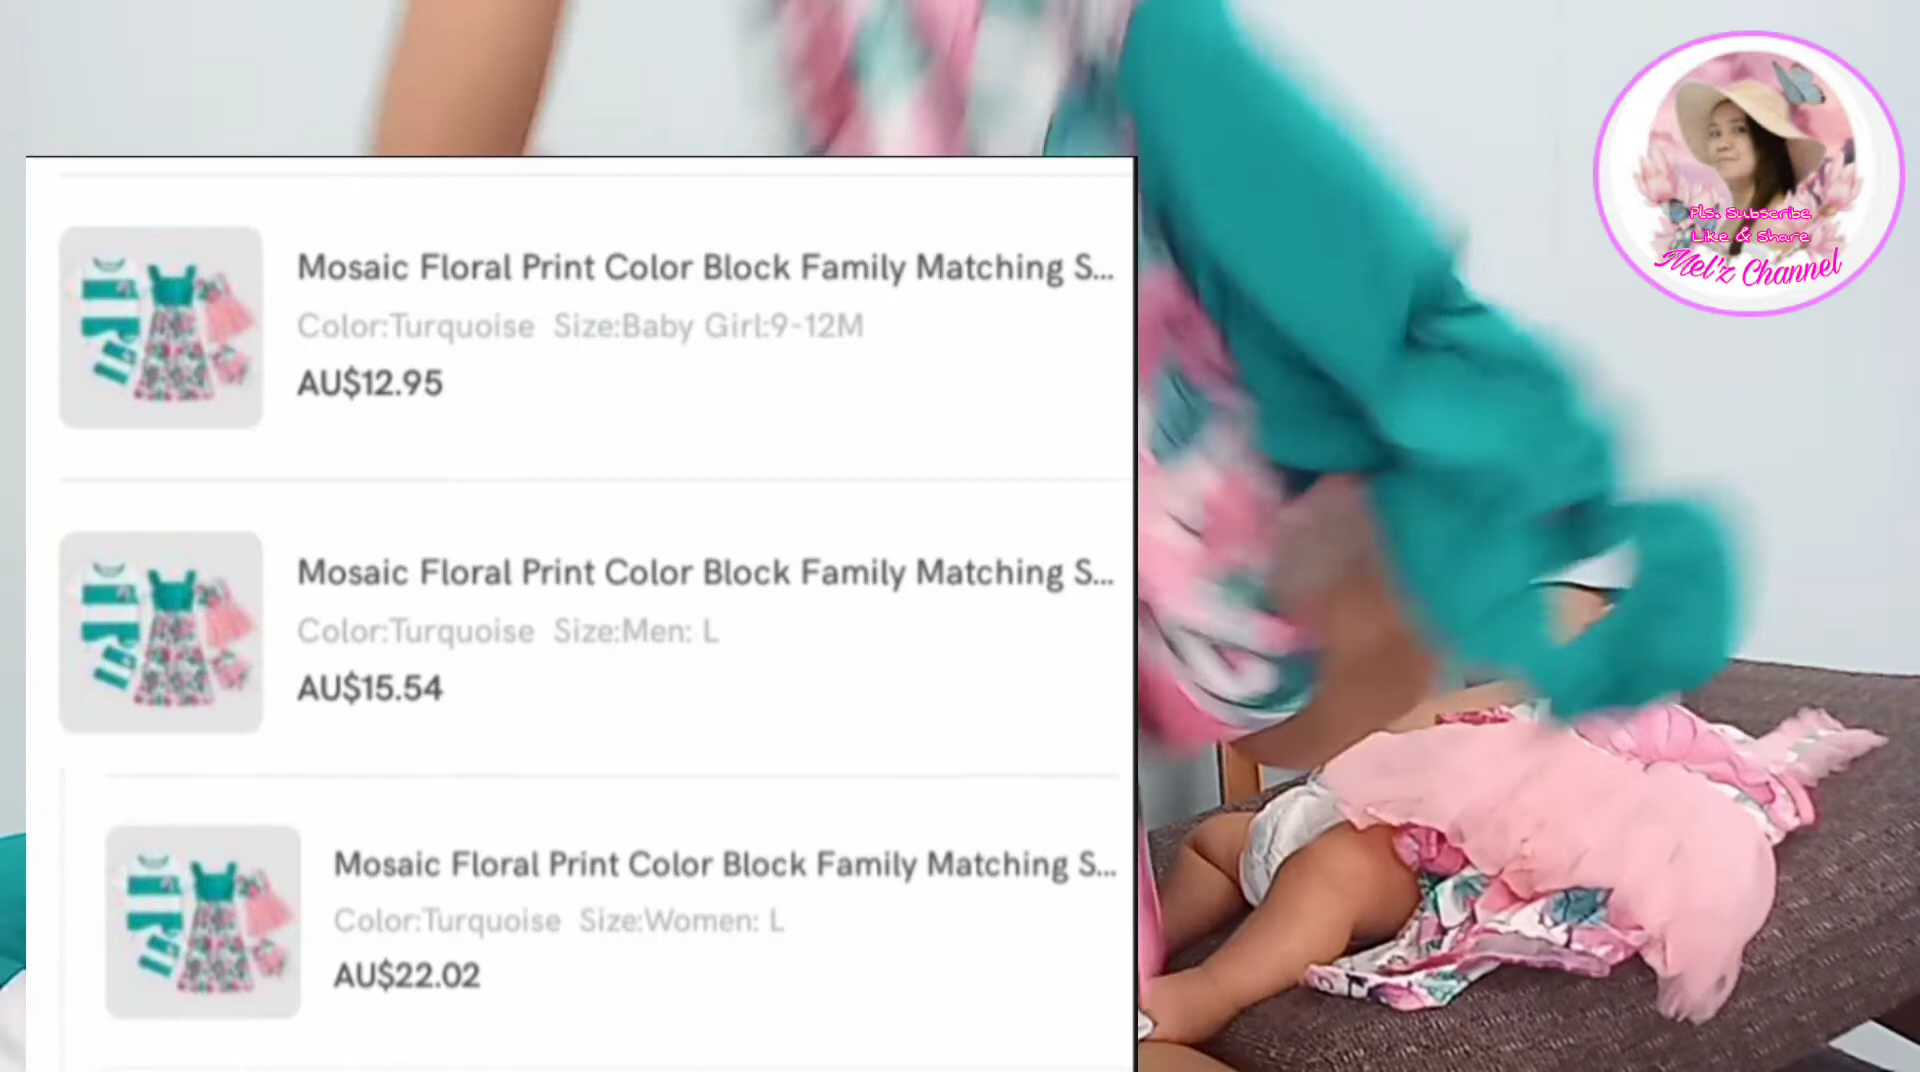 Mosaic Floral Print Color Block Family Matching S...
Color:Turquoise Size:Baby Girl:9-12M
AU$12.95
Mosaic Floral Print Color Block Family Matching S...
Color:Turquoise Size:Men: L
AU$15.54
Mosaic Floral Print Color Block Family Matching S...
Color:Turquoise Size:Women: L
AU$22.02
Pls. Subscribe
Like & Share
Mel'z Channel